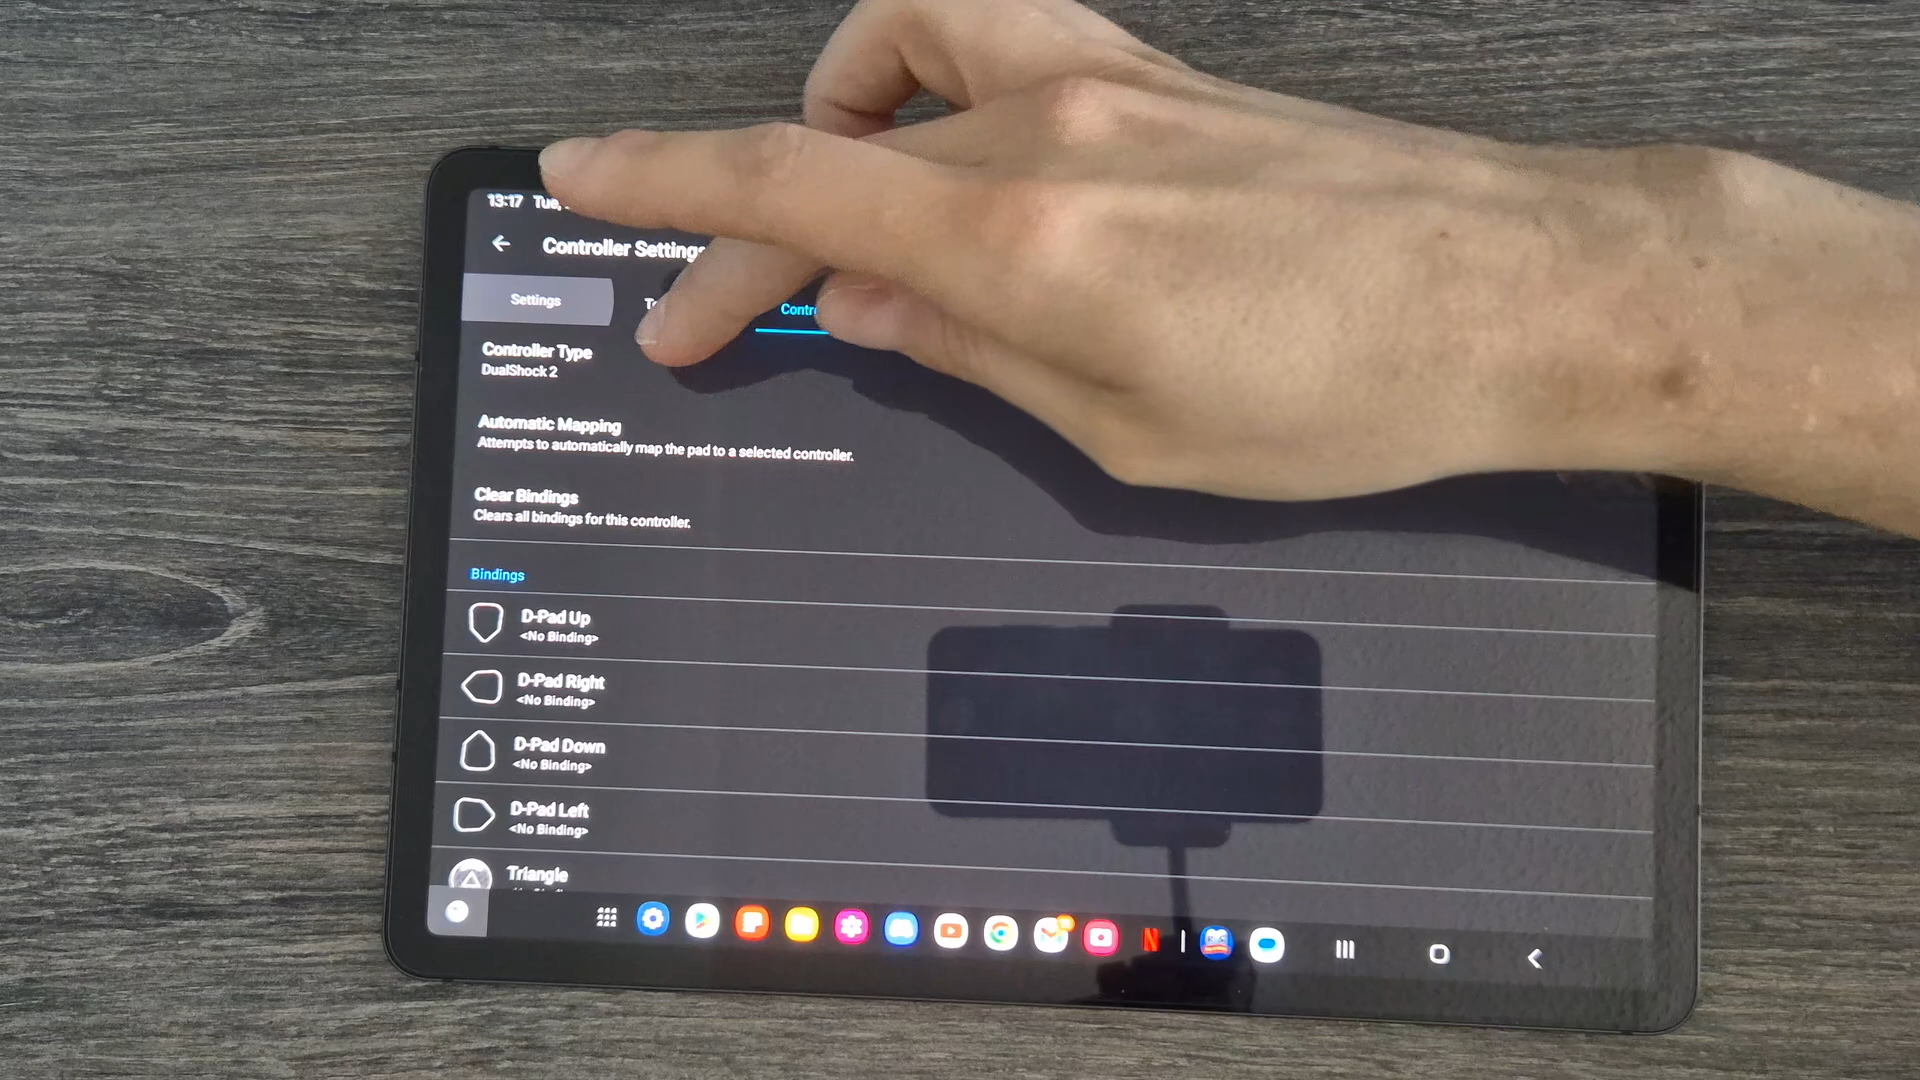 13:17 Tue,
Controller Settings
Settings
Contr
Controller Type
DualShock 2
Automatic Mapping
Attempts to automatically map the pad to a selected controller.
Clear Bindings
Clears all bindings for this controller.
Bindings
D-Pad Up
<No Binding>
D-Pad Right
<No Binding>
D-Pad Down
<No Binding>
D-Pad Left
<No Binding>
Triangle